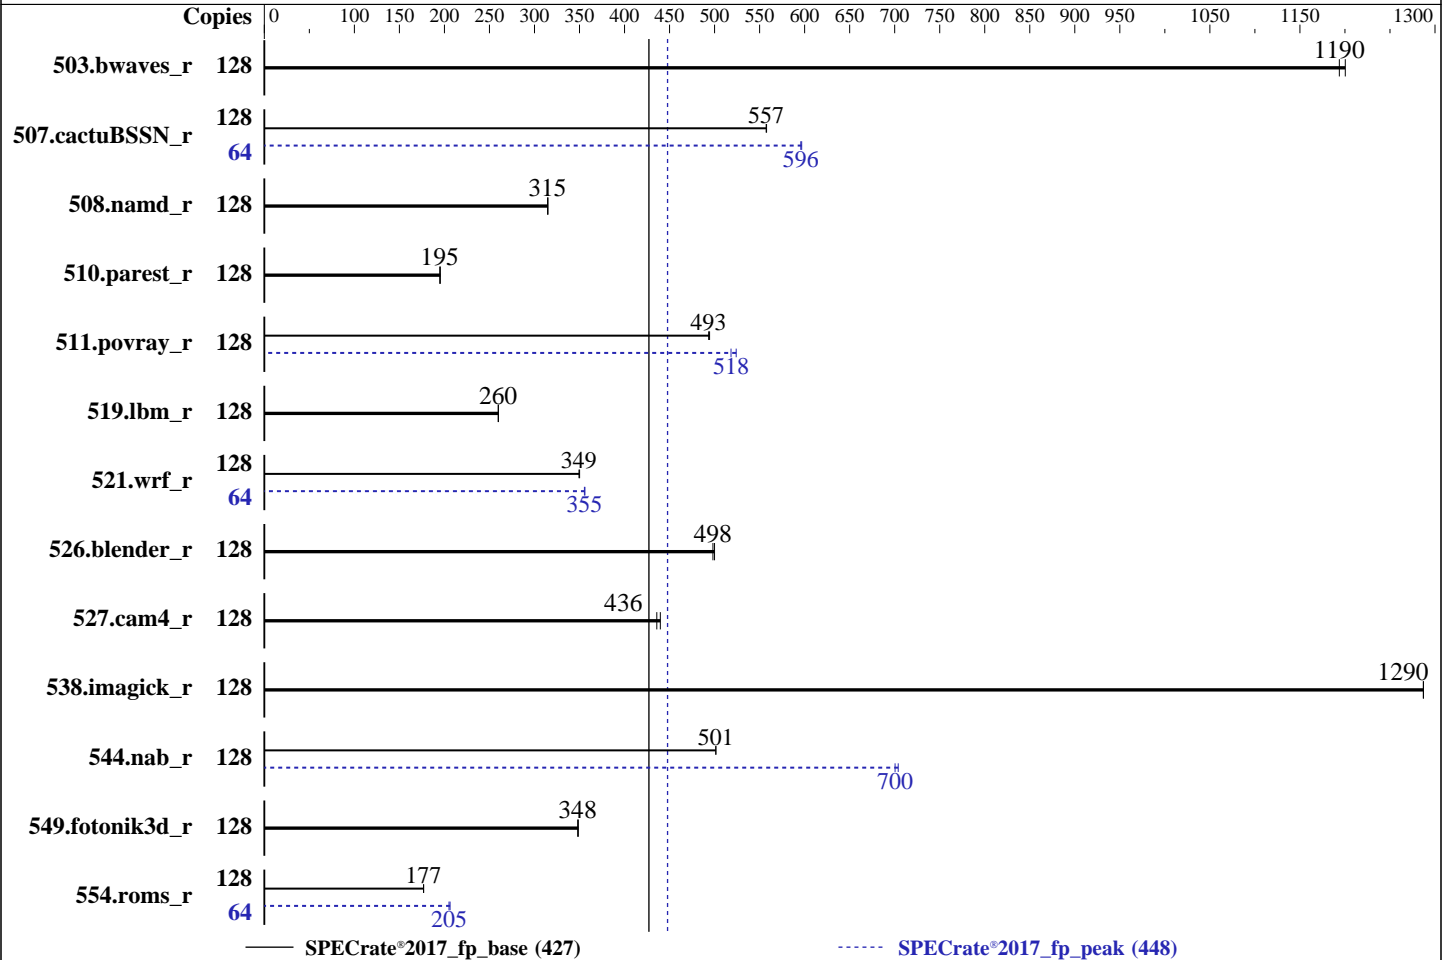 Copies 0 100 150 200 250 300 350 400 450 500 550 600 650 700 750 800 850 900 950 1050 1150 1300
1190
503.bwaves_r 128
128 557
507.cactuBSSN_r
64 596
315
508.namd_r 128
195
510.parest_r 128
493
511.povray_r 128
518
260
519.lbm_r 128
128 349
521.wrf_r
64 355
498
526.blender_r 128
436
527.cam4_r 128
1290
538.imagick_r 128
501
544.nab_r 128
700
348
549.fotonik3d_r 128
128 177
554.roms_r
64 205
SPECrate®2017_fp_base (427) SPECrate®2017_fp_peak (448)